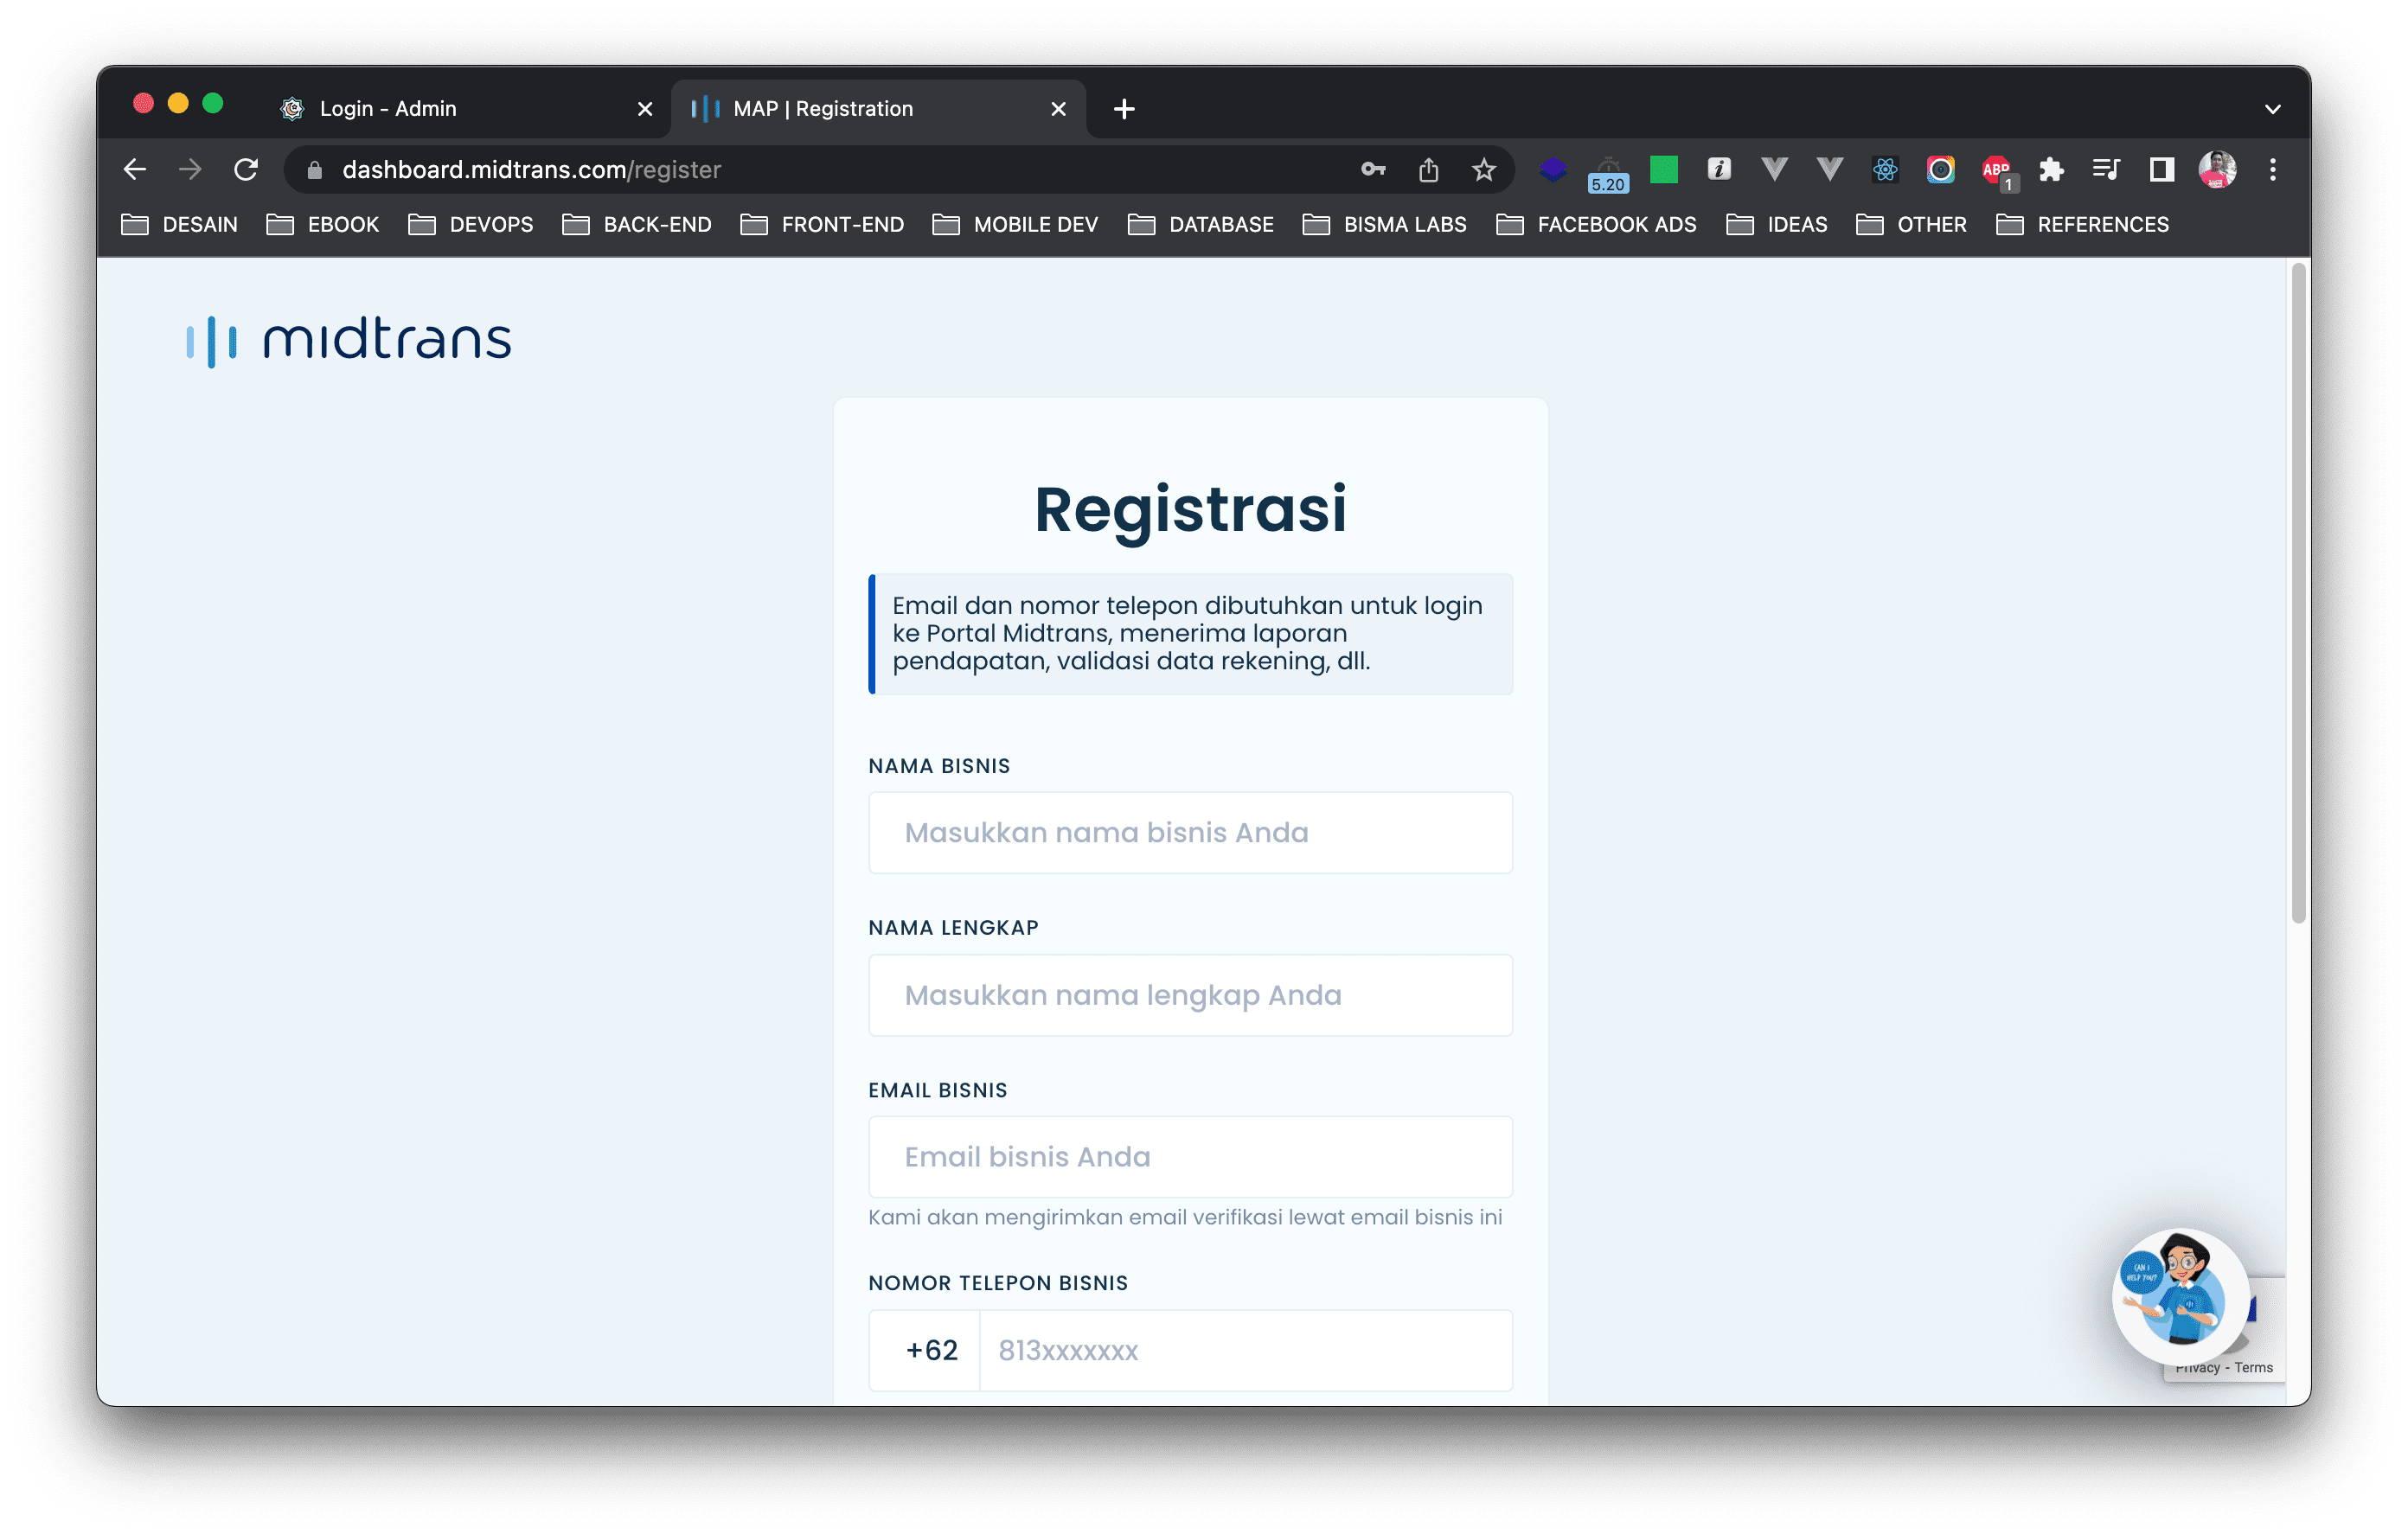 Login - Admin
MAP | Registration
dashboard.midtrans.com/register
5.20
ABP
1
DESAIN
EBOOK
DEVOPS
BACK-END
FRONT-END
MOBILE DEV
DATABASE
BISMA LABS
FACEBOOK ADS
IDEAS
OTHER
REFERENCES
midtrans
Registrasi
Email dan nomor telepon dibutuhkan untuk login
ke Portal Midtrans, menerima laporan
pendapatan, validasi data rekening, dll.
NAMA BISNIS
Masukkan nama bisnis Anda
NAMA LENGKAP
Masukkan nama lengkap Anda
EMAIL BISNIS
Email bisnis Anda
Kami akan mengirimkan email verifikasi lewat email bisnis ini
NOMOR TELEPON BISNIS
+62
813xxxxxxx
CAN I
HELP YOU?
Privacy - Terms